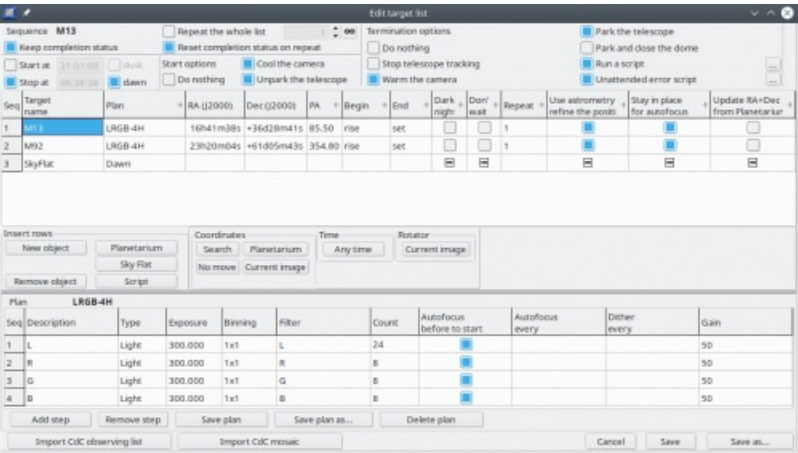 Edit target list
Sequence M13
Repeat the whole list 1
Termination options
Park the telescope
Keep completion status
Reset completion status on repeat
Do nothing
Park and close the dome
Start at 21:01:00 dusk
Start options
Cool the camera
Stop telescope tracking
Run a script ...
Stop at dawn
Do nothing
Unpark the telescope
Warm the camera
Unattended error script ...
Seq Target name Plan RA (J2000) Dec (J2000) PA Begin End Dark nigh Don' wait Repeat Use astrometry refine the positi Stay in place for autofocus Update RA+Dec from Planetariur
1 M13 LRGB-4H 16h41m38s +36d28m41s 85.50 rise set 1
2 M92 LRGB-4H 23h20m04s +61d05m43s 354.80 rise set 1
3 SkyFlat Dawn
Insert rows
Coordinates
Time
Rotator
New object
Planetarium
Search
Planetarium
Any time
Current image
Sky Flat
No move
Current image
Remove object
Script
Plan LRGB-4H
Seq Description Type Exposure Binning Filter Count Autofocus before to start Autofocus every Dither every Gain
1 L Light 300.000 1x1 L 24 50
2 R Light 300.000 1x1 R 8 50
3 G Light 300.000 1x1 G 8 50
4 B Light 300.000 1x1 B 8 50
Add step
Remove step
Save plan
Save plan as...
Delete plan
Import CdC observing list
Import CdC mosaic
Cancel
Save
Save as...